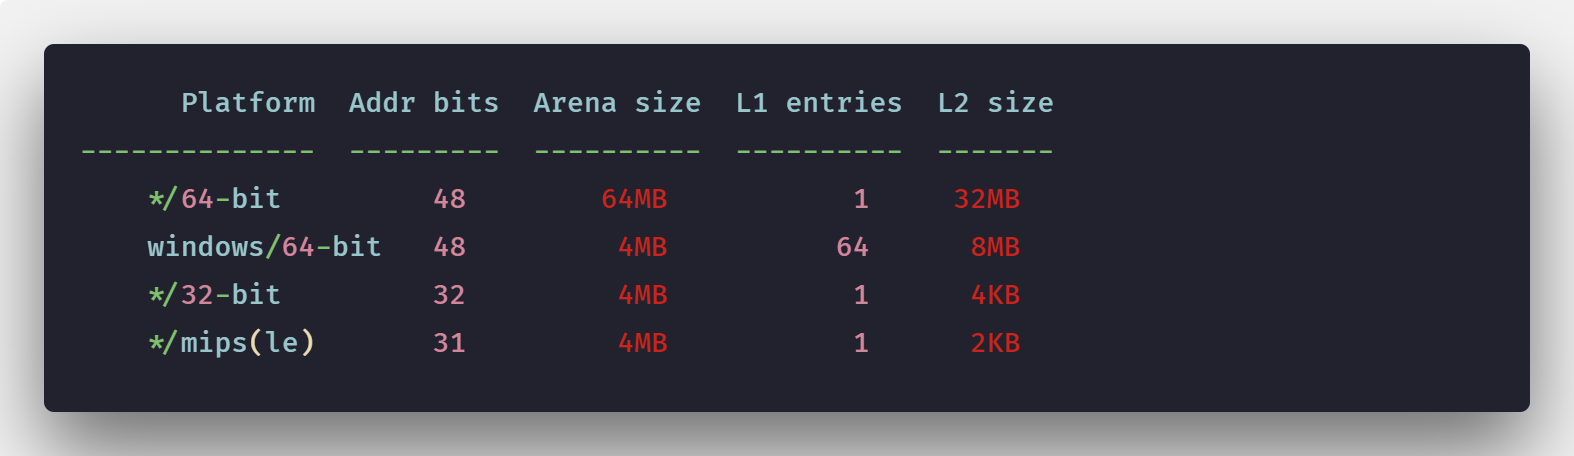 Platform  Addr bits  Arena size  L1 entries  L2 size
--------------  ---------  ----------  ----------  -------
    */64-bit         48        64MB           1     32MB
    windows/64-bit   48         4MB          64      8MB
    */32-bit         32         4MB           1      4KB
    */mips(le)       31         4MB           1      2KB